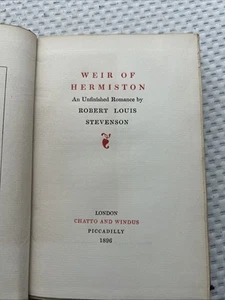 WEIR OF
HERMISTON
An Unfinished Romance by
ROBERT LOUIS
STEVENSON
LONDON
CHATTO AND WINDUS
PICCADILLY
1896